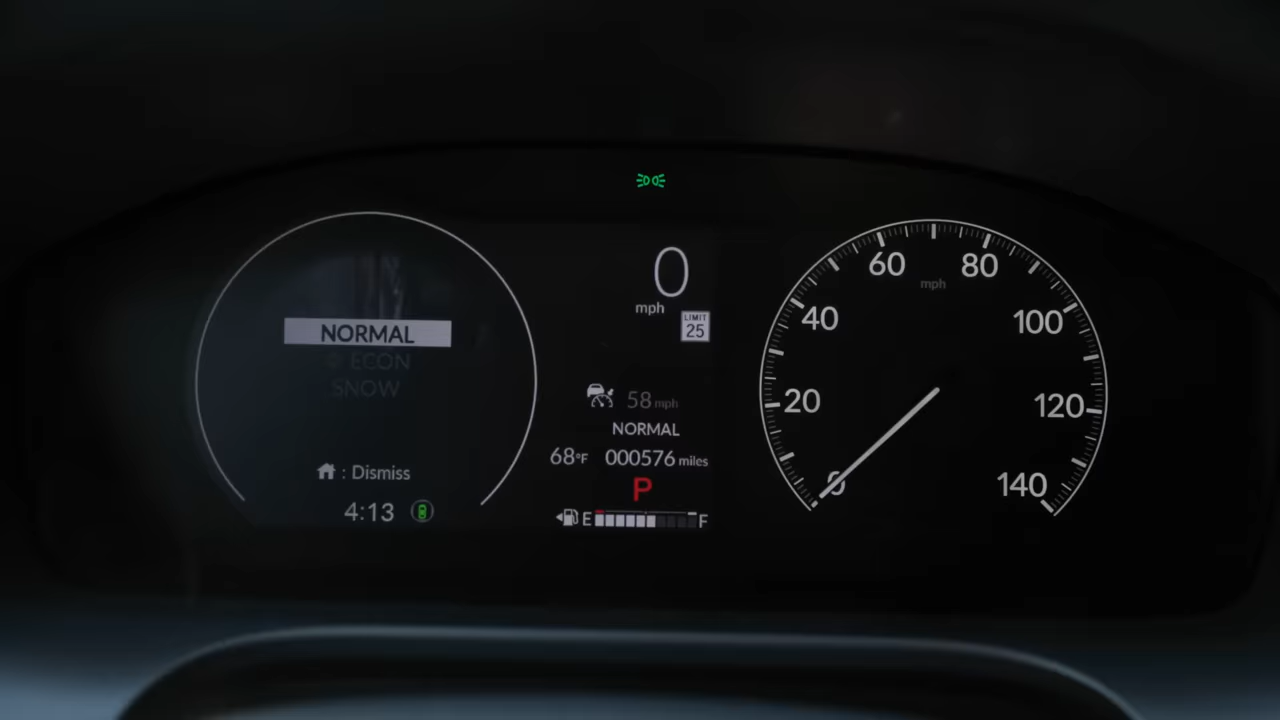 NORMAL
ECON
SNOW
: Dismiss
4:13
0
mph
LIMIT
25
58 mph
NORMAL
68°F 000576 miles
P
E F
0
20
40
60
80
100
120
140
mph